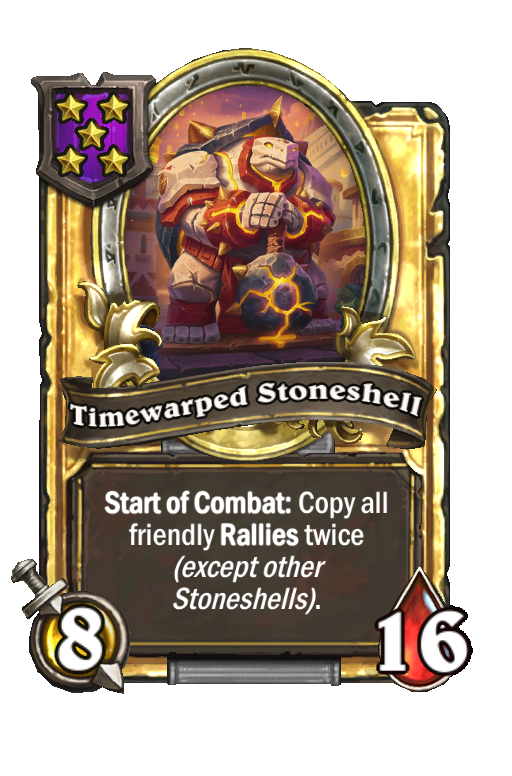 Timewarped Stoneshell
Start of Combat: Copy all
friendly Rallies twice
(except other
Stoneshells).
8
16